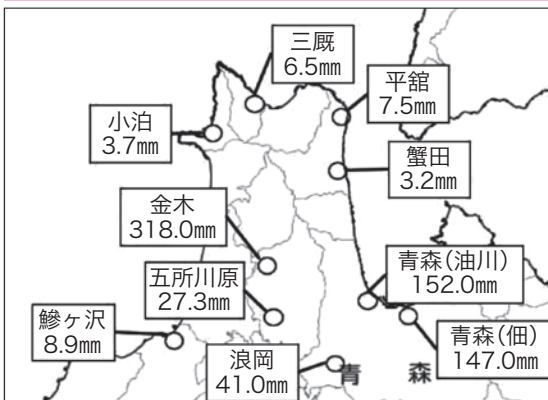 三厩
6.5㎜
平舘
7.5㎜
小泊
3.7㎜
蟹田
3.2㎜
金木
318.0㎜
青森(油川)
152.0㎜
五所川原
27.3㎜
鰺ヶ沢
8.9㎜
青森(佃)
147.0㎜
浪岡
41.0㎜
青 森